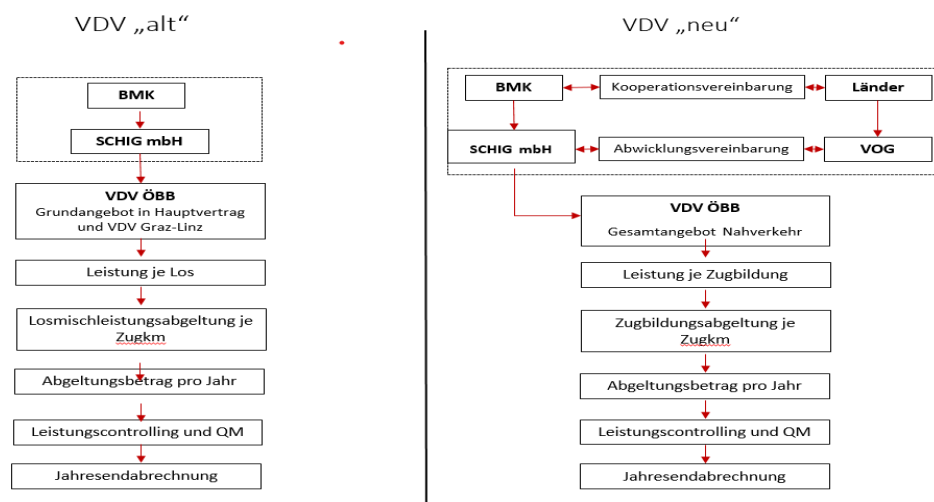 VDV „alt“
BMK
SCHIG mbH
VDV ÖBB
Grundangebot in Hauptvertrag
und VDV Graz-Linz
Leistung je Los
Losmischleistungsabgeltung je
Zugkm
Abgeltungsbetrag pro Jahr
Leistungscontrolling und QM
Jahresendabrechnung
VDV „neu“
BMK
Kooperationsvereinbarung
Länder
SCHIG mbH
Abwicklungsvereinbarung
VOG
VDV ÖBB
Gesamtangebot Nahverkehr
Leistung je Zugbildung
Zugbildungsabgeltung je
Zugkm
Abgeltungsbetrag pro Jahr
Leistungscontrolling und QM
Jahresendabrechnung